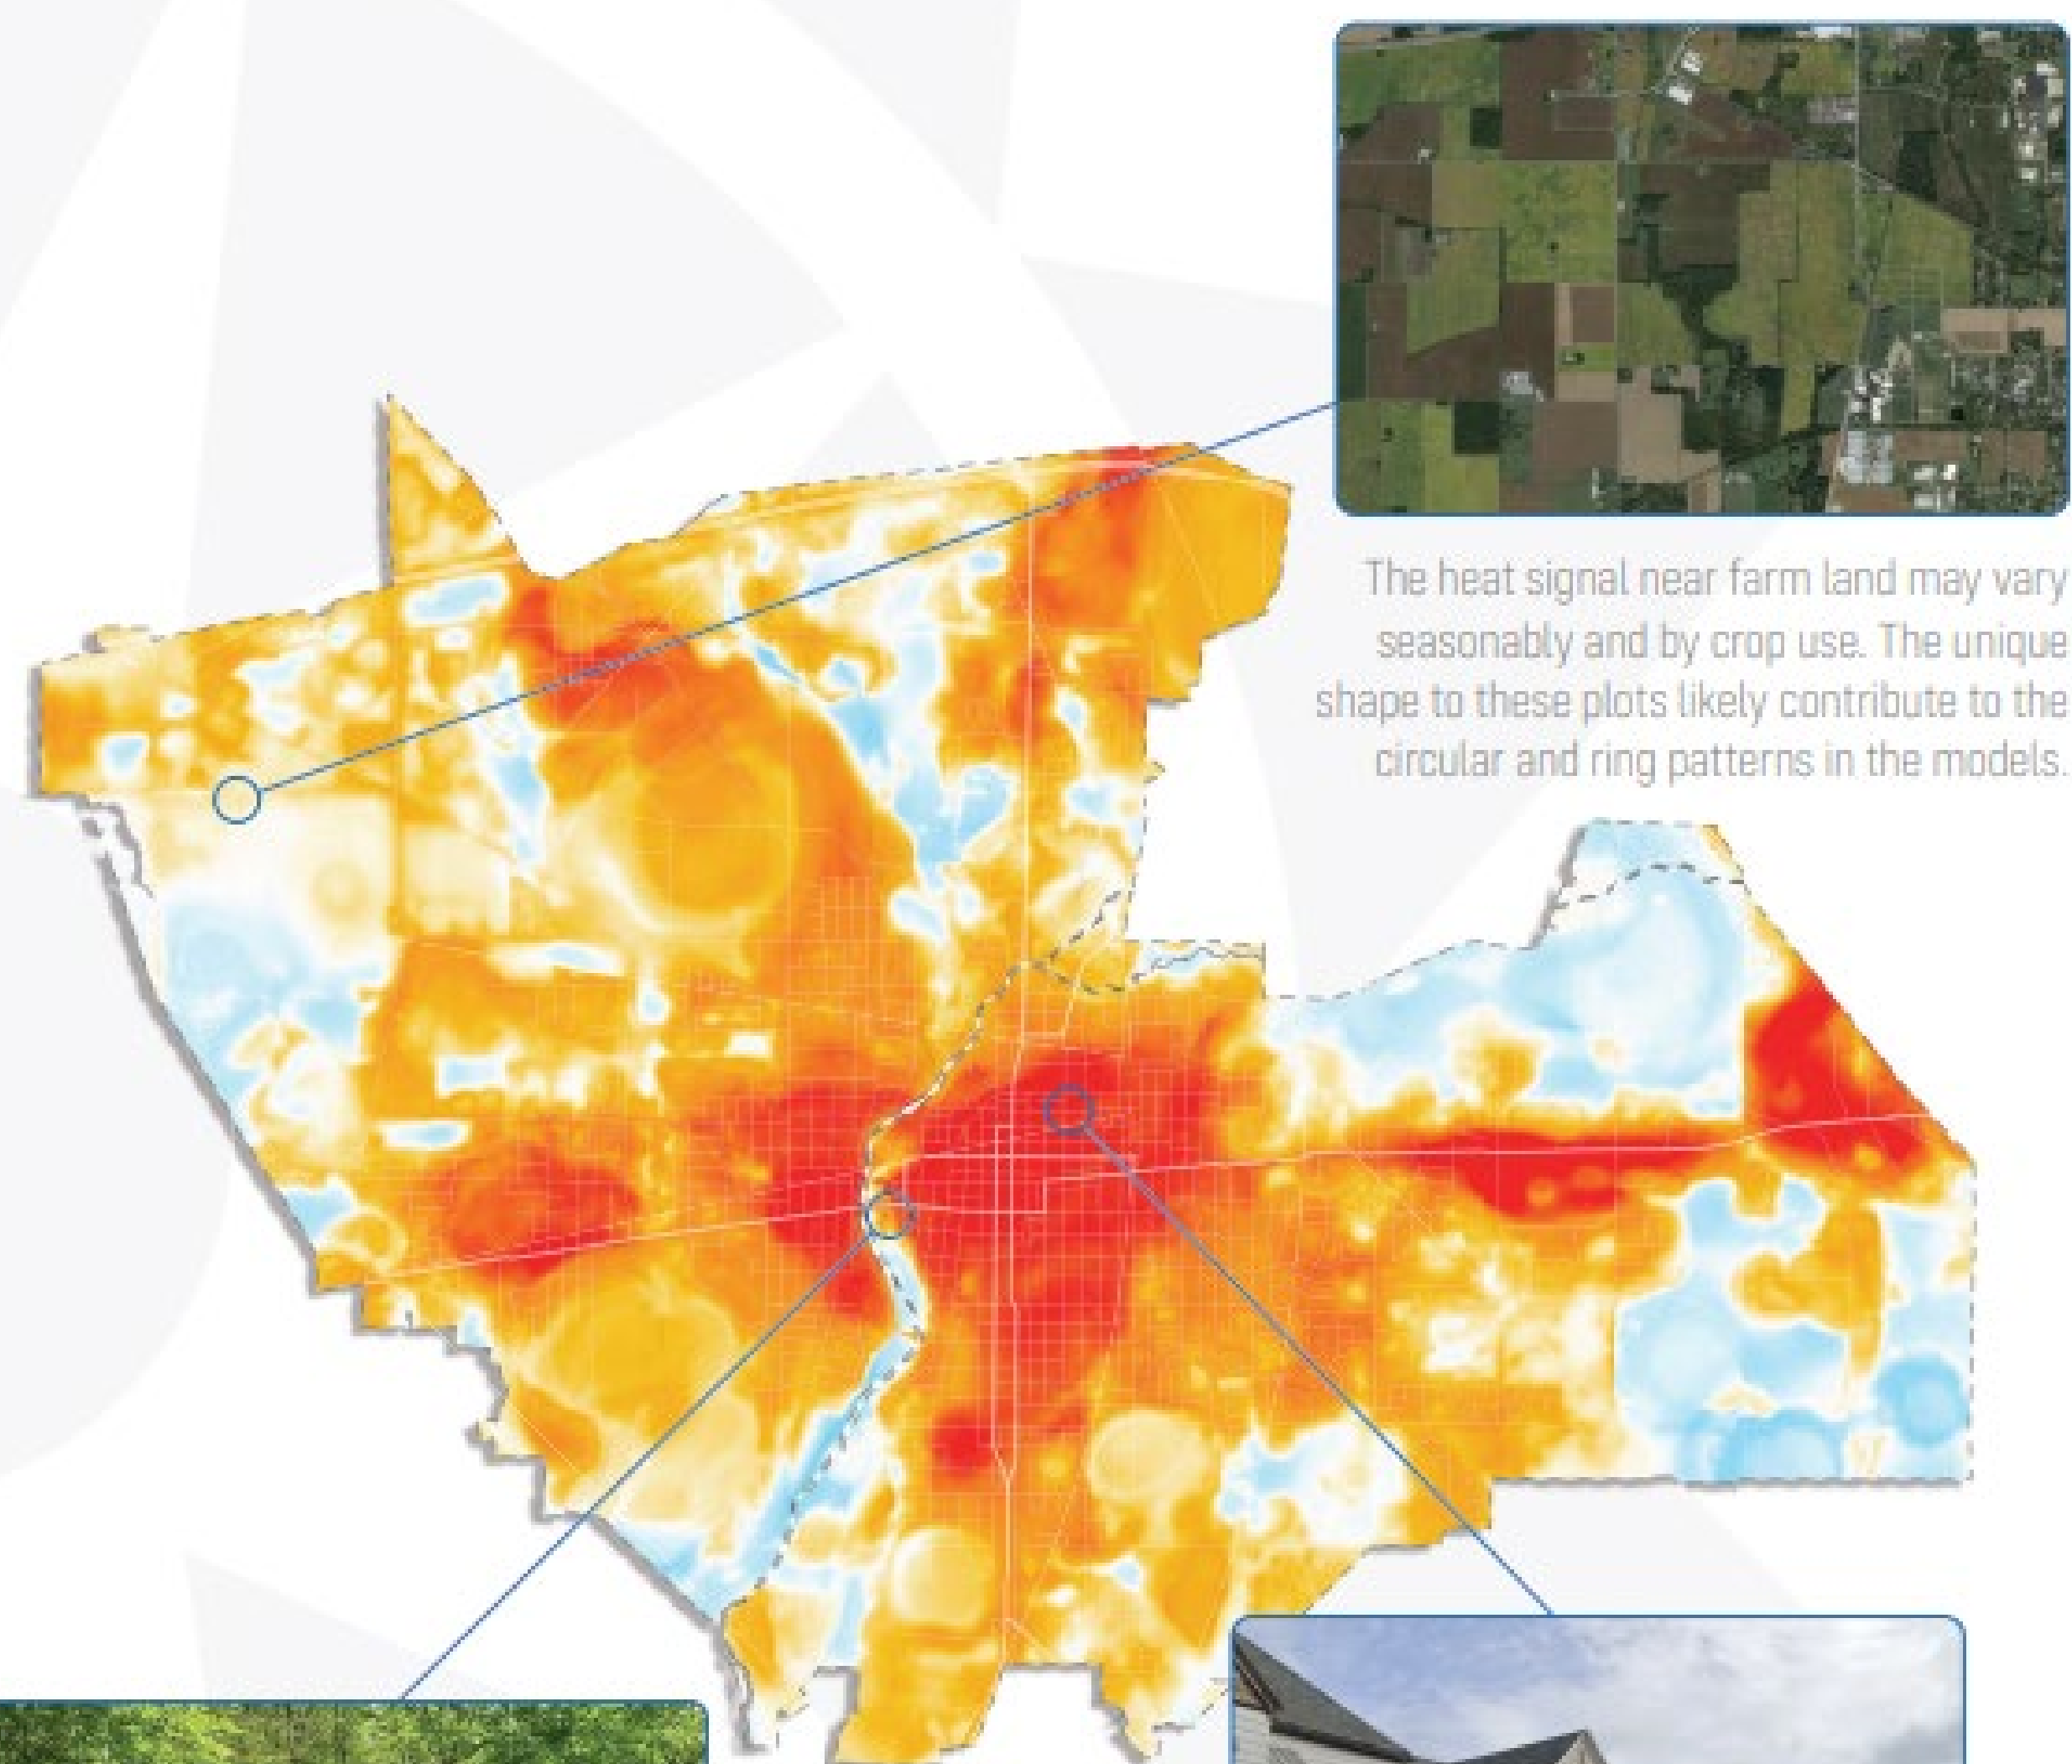 The heat signal near farm land may vary
seasonably and by crop use. The unique
shape to these plots likely contribute to the
circular and ring patterns in the models.